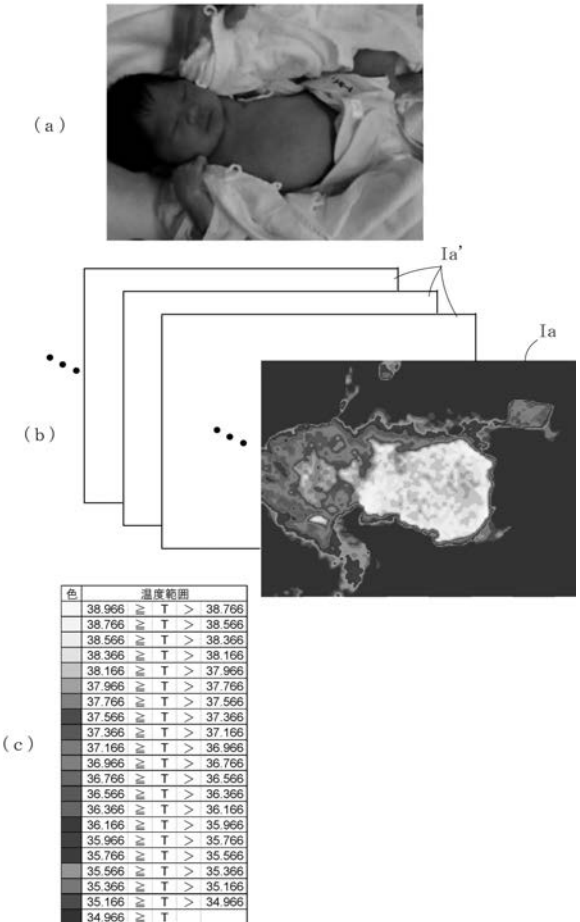 (a)
Ia'
Ia
(b)
色 温度範囲
38.966 ≧ T > 38.766
38.766 ≧ T > 38.566
38.566 ≧ T > 38.366
38.366 ≧ T > 38.166
38.166 ≧ T > 37.966
37.966 ≧ T > 37.766
37.766 ≧ T > 37.566
37.566 ≧ T > 37.366
37.366 ≧ T > 37.166
(c)
37.166 ≧ T > 36.966
36.966 ≧ T > 36.766
36.766 ≧ T > 36.566
36.566 ≧ T > 36.366
36.366 ≧ T > 36.166
36.166 ≧ T > 35.966
35.966 ≧ T > 35.766
35.766 ≧ T > 35.566
35.566 ≧ T > 35.366
35.366 ≧ T > 35.166
35.166 ≧ T > 34.966
34.966 ≧ T